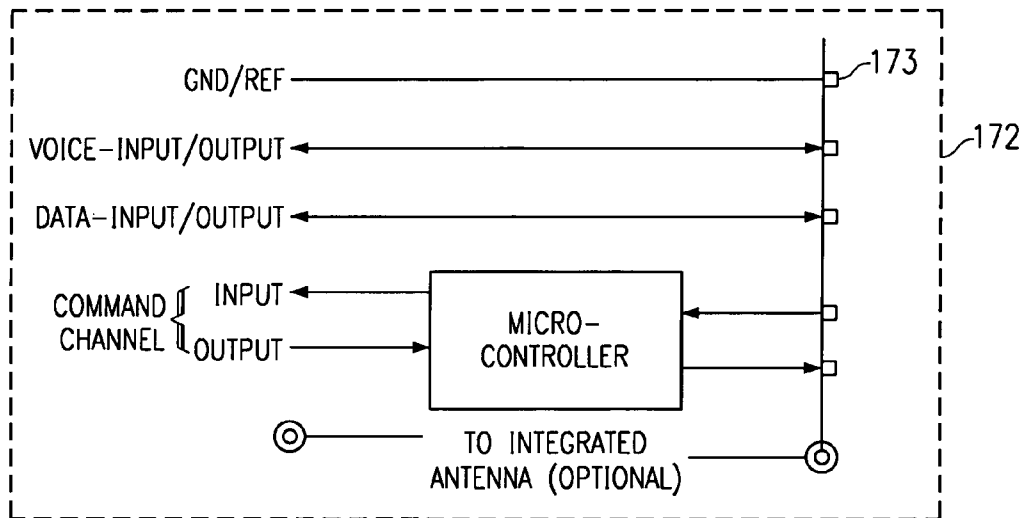 GND/REF
173
VOICE-INPUT/OUTPUT
172
DATA-INPUT/OUTPUT
COMMAND
CHANNEL
INPUT
OUTPUT
MICRO-
CONTROLLER
TO INTEGRATED
ANTENNA (OPTIONAL)